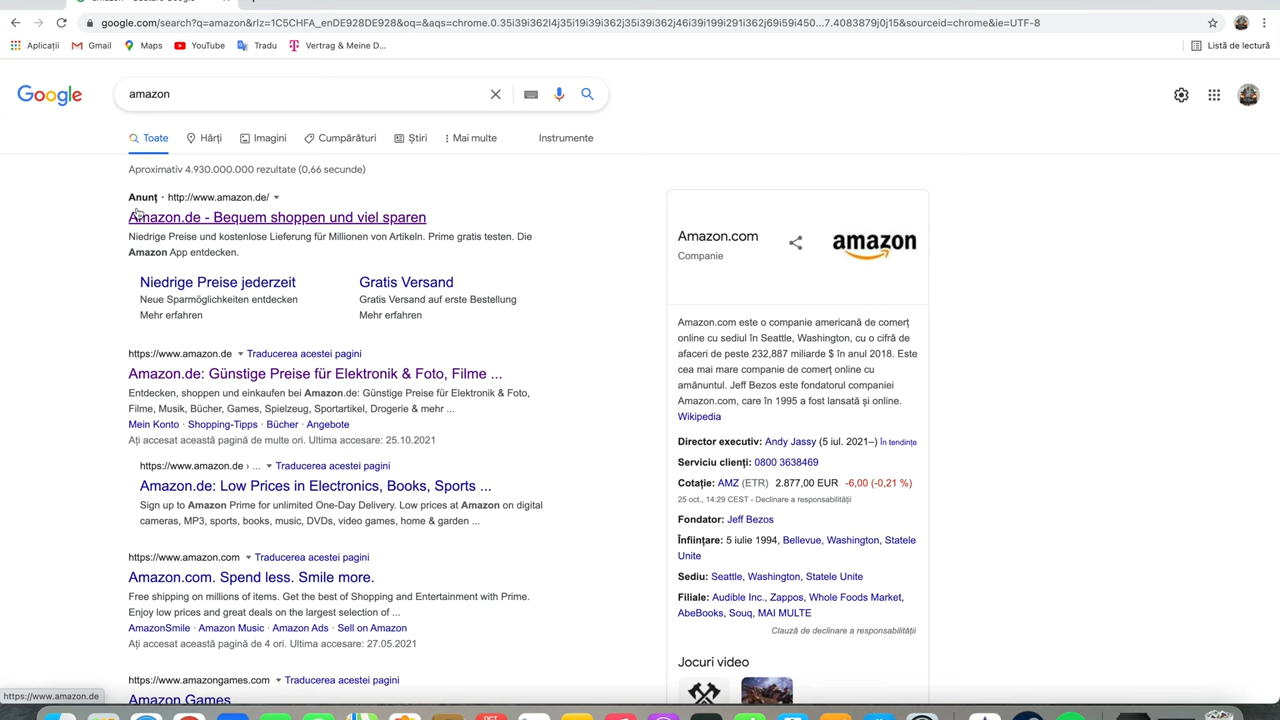 google.com/search?q=amazon&rlz=1C5CHFA_enDE928DE928&oq=&aqs=chrome.0.35i39i362l4j35i19i39i362j35i39i362j46i39i199i291i362j69i59i450...7.4083879j0j15&sourceid=chrome&ie=UTF-8
Aplicații Gmail Maps YouTube Tradu Vertrag & Meine D... Listă de lectură
Google amazon
Toate Hărți Imagini Cumpărături Știri Mai multe Instrumente
Aproximativ 4.930.000.000 rezultate (0,66 secunde)
Anunț · http://www.amazon.de/
Amazon.de - Bequem shoppen und viel sparen
Niedrige Preise und kostenlose Lieferung für Millionen von Artikeln. Prime gratis testen. Die
Amazon App entdecken.
Niedrige Preise jederzeit Gratis Versand
Neue Sparmöglichkeiten entdecken Gratis Versand auf erste Bestellung
Mehr erfahren Mehr erfahren
https://www.amazon.de Traducerea acestei pagini
Amazon.de: Günstige Preise für Elektronik & Foto, Filme ...
Entdecken, shoppen und einkaufen bei Amazon.de: Günstige Preise für Elektronik & Foto,
Filme, Musik, Bücher, Games, Spielzeug, Sportartikel, Drogerie & mehr ...
Mein Konto · Shopping-Tipps · Bücher · Angebote
Ați accesat această pagină de multe ori. Ultima accesare: 25.10.2021
https://www.amazon.de › ... Traducerea acestei pagini
Amazon.de: Low Prices in Electronics, Books, Sports ...
Sign up to Amazon Prime for unlimited One-Day Delivery. Low prices at Amazon on digital
cameras, MP3, sports, books, music, DVDs, video games, home & garden ...
https://www.amazon.com Traducerea acestei pagini
Amazon.com. Spend less. Smile more.
Free shipping on millions of items. Get the best of Shopping and Entertainment with Prime.
Enjoy low prices and great deals on the largest selection of ...
AmazonSmile · Amazon Music · Amazon Ads · Sell on Amazon
Ați accesat această pagină de 4 ori. Ultima accesare: 27.05.2021
https://www.amazongames.com Traducerea acestei pagini
Amazon Games
https://www.amazon.de
Amazon.com
Companie
amazon
Amazon.com este o companie americană de comerț
online cu sediul în Seattle, Washington, cu o cifră de
afaceri de peste 232,887 miliarde $ în anul 2018. Este
cea mai mare companie de comerț online cu
amănuntul. Jeff Bezos este fondatorul companiei
Amazon.com, care în 1995 a fost lansată și online.
Wikipedia
Director executiv: Andy Jassy (5 iul. 2021–) În tendințe
Serviciu clienți: 0800 3638469
Cotație: AMZ (ETR) 2.877,00 EUR -6,00 (-0,21 %)
25 oct., 14:29 CEST - Declinare a responsabilității
Fondator: Jeff Bezos
Înființare: 5 iulie 1994, Bellevue, Washington, Statele
Unite
Sediu: Seattle, Washington, Statele Unite
Filiale: Audible Inc., Zappos, Whole Foods Market,
AbeBooks, Souq, MAI MULTE
Clauză de declinare a responsabilității
Jocuri video